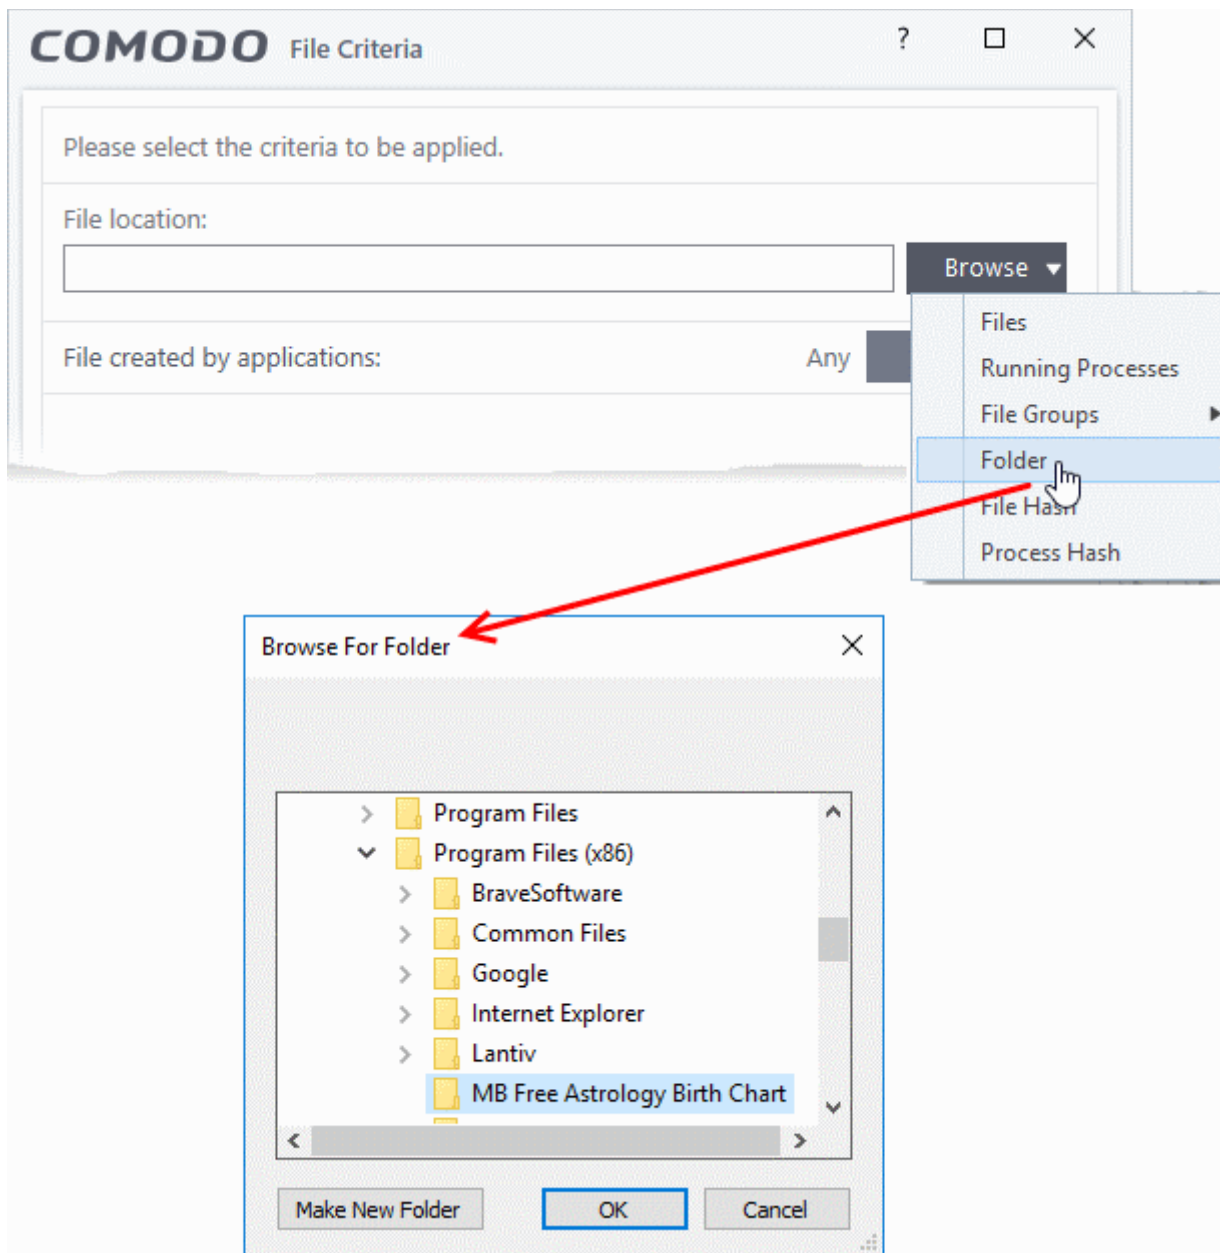 COMODO File Criteria ?
Please select the criteria to be applied.
File location:
Browse
Files
File created by applications: Any
Running Processes
File Groups
Folder
File Hash
Process Hash
Browse For Folder
Program Files
Program Files (x86)
BraveSoftware
Common Files
Google
Internet Explorer
Lantiv
MB Free Astrology Birth Chart
Make New Folder OK Cancel